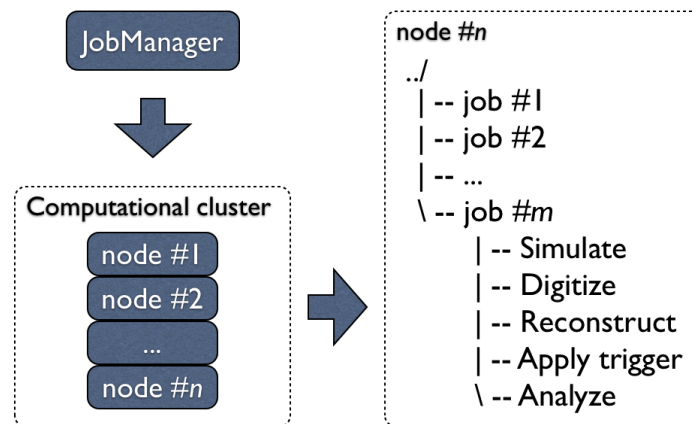 JobManager
Computational cluster
node #1
node #2
...
node #n
node #n
../
| -- job #1
| -- job #2
| -- ...
\ -- job #m
| -- Simulate
| -- Digitize
| -- Reconstruct
| -- Apply trigger
\ -- Analyze